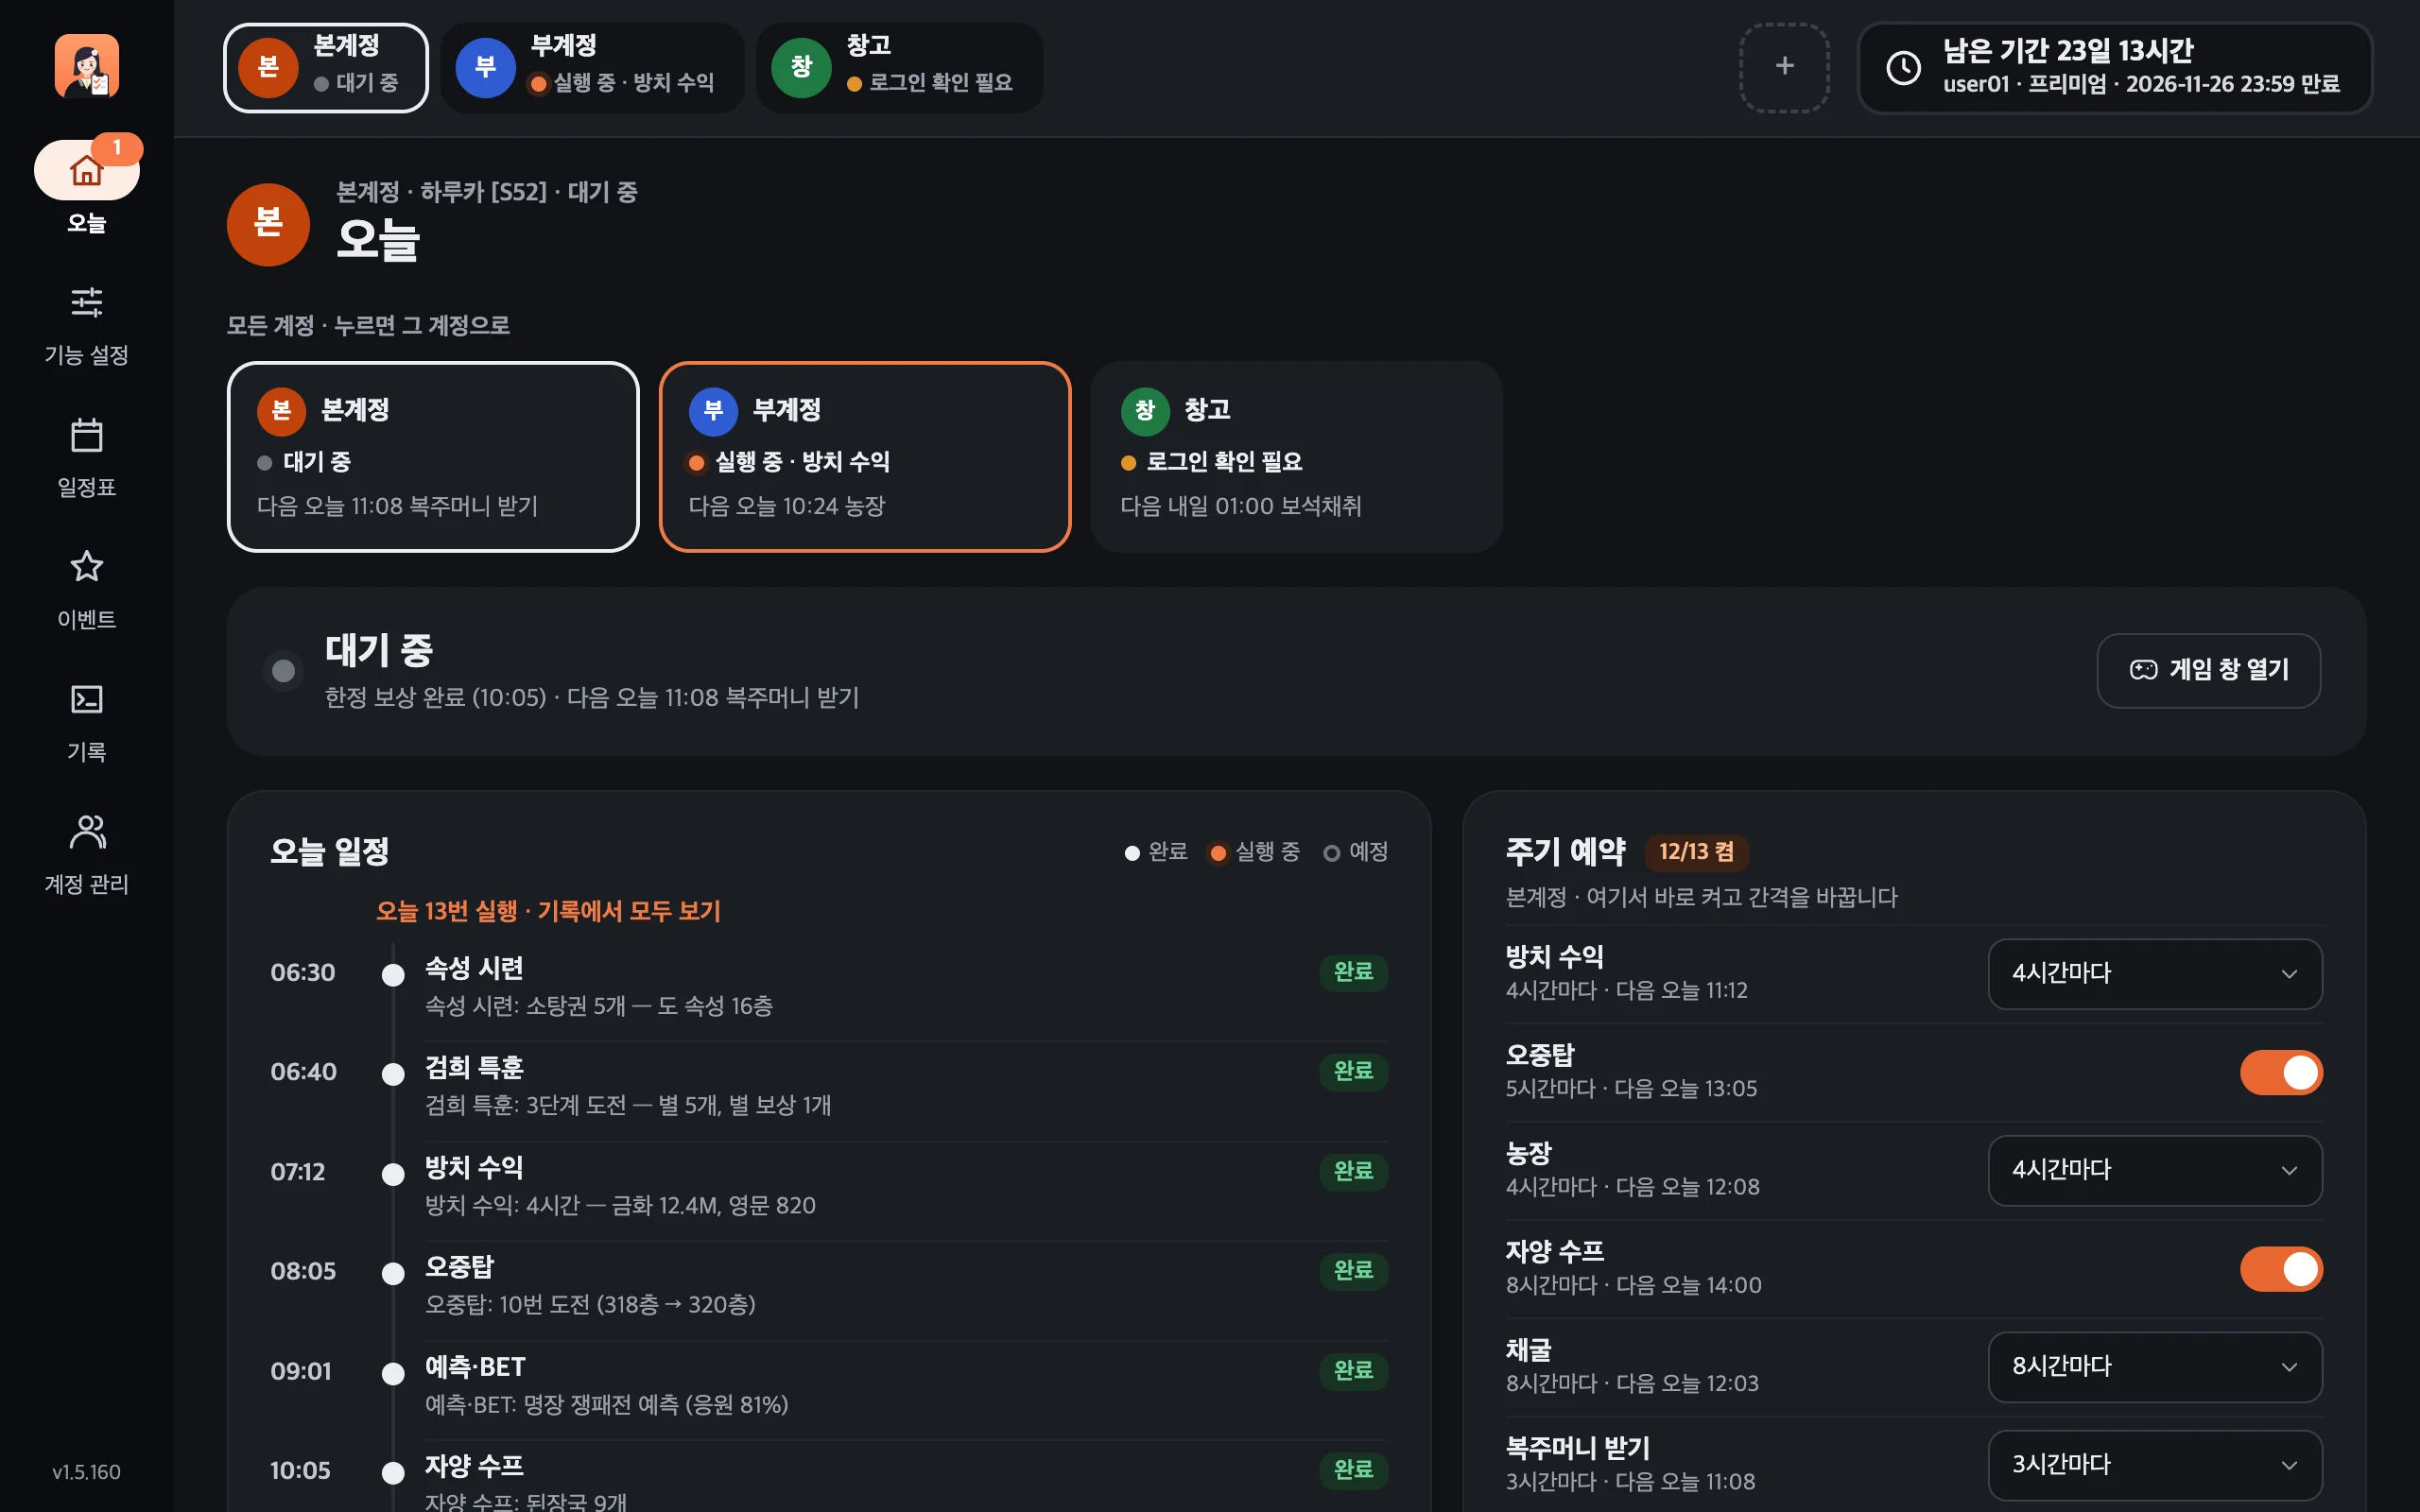 본
본계정
대기 중
부
부계정
실행 중 · 방치 수익
창
창고
로그인 확인 필요
+
남은 기간 23일 13시간
user01 · 프리미엄 · 2026-11-26 23:59 만료
1
오늘
기능 설정
일정표
이벤트
기록
계정 관리
v1.5.160
본
본계정 · 하루카 [S52] · 대기 중
오늘
모든 계정 · 누르면 그 계정으로
본 본계정
대기 중
다음 오늘 11:08 복주머니 받기
부 부계정
실행 중 · 방치 수익
다음 오늘 10:24 농장
창 창고
로그인 확인 필요
다음 내일 01:00 보석채취
대기 중
한정 보상 완료 (10:05) · 다음 오늘 11:08 복주머니 받기
게임 창 열기
오늘 일정
완료 실행 중 예정
오늘 13번 실행 · 기록에서 모두 보기
06:30 속성 시련 완료
속성 시련: 소탕권 5개 — 도 속성 16층
06:40 검희 특훈 완료
검희 특훈: 3단계 도전 — 별 5개, 별 보상 1개
07:12 방치 수익 완료
방치 수익: 4시간 — 금화 12.4M, 영문 820
08:05 오중탑 완료
오중탑: 10번 도전 (318층 → 320층)
09:01 예측·BET 완료
예측·BET: 명장 쟁패전 예측 (응원 81%)
10:05 자양 수프 완료
자양 수프: 된장국 9개
주기 예약 12/13 켬
본계정 · 여기서 바로 켜고 간격을 바꿉니다
방치 수익
4시간마다 · 다음 오늘 11:12
4시간마다
오중탑
5시간마다 · 다음 오늘 13:05
농장
4시간마다 · 다음 오늘 12:08
4시간마다
자양 수프
8시간마다 · 다음 오늘 14:00
채굴
8시간마다 · 다음 오늘 12:03
8시간마다
복주머니 받기
3시간마다 · 다음 오늘 11:08
3시간마다